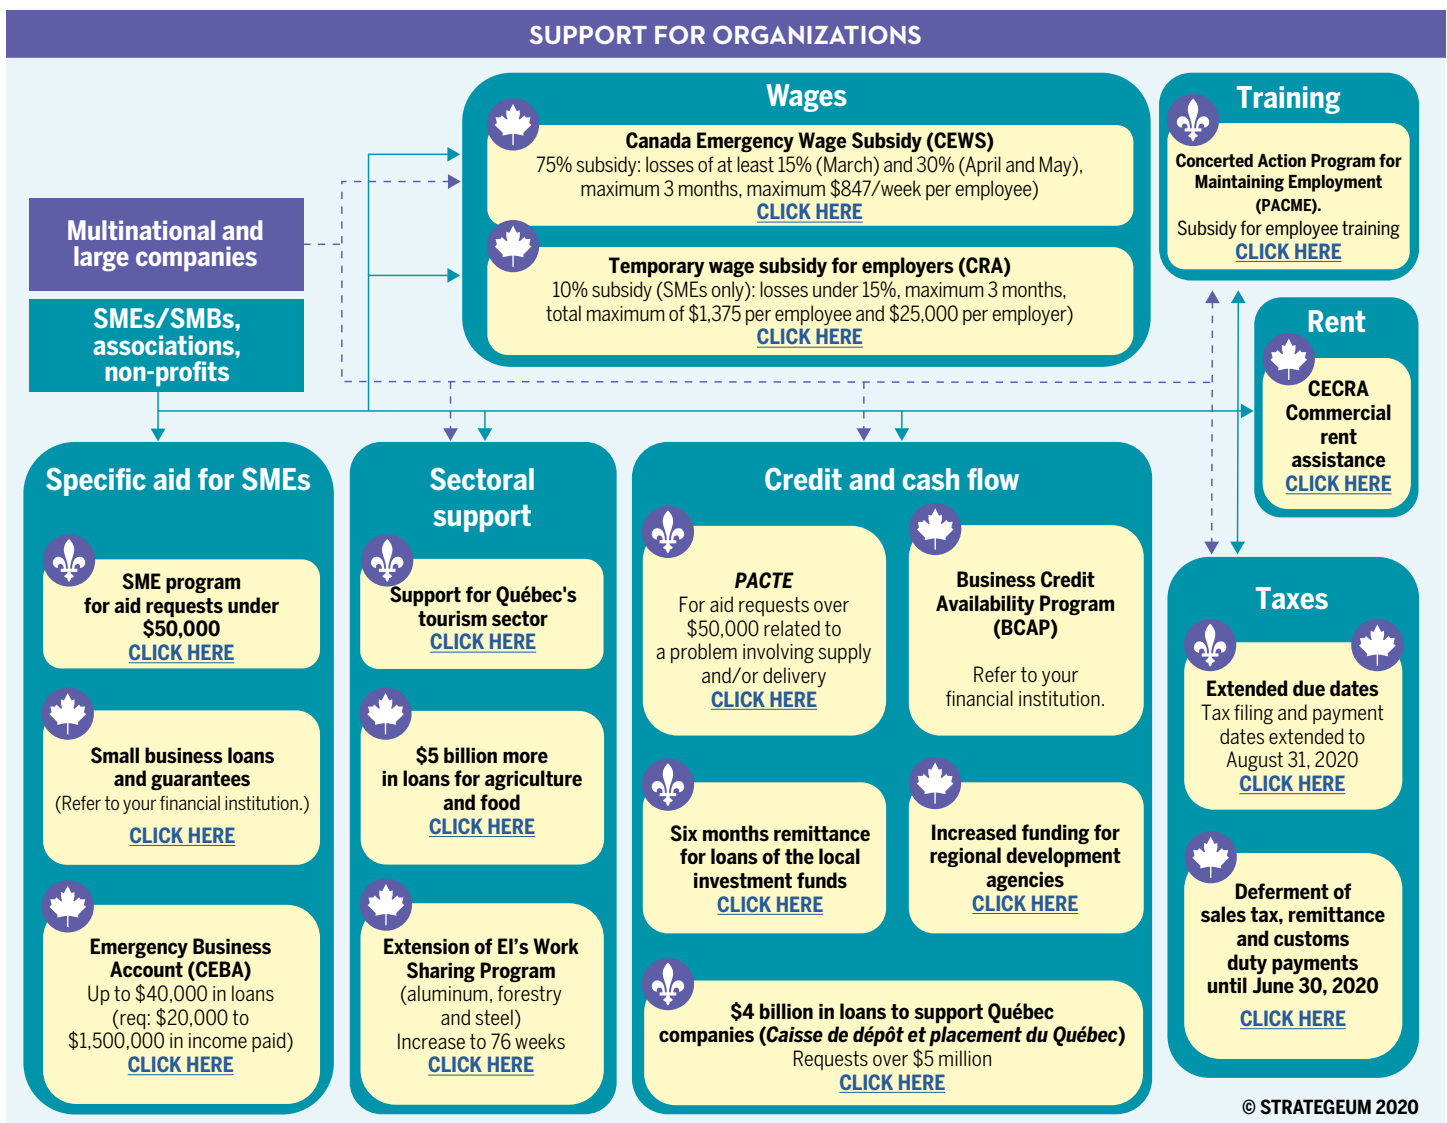 SUPPORT FOR ORGANIZATIONS
Multinational and
large companies
SMEs/SMBs,
associations,
non-profits
Wages
Canada Emergency Wage Subsidy (CEWS)
75% subsidy: losses of at least 15% (March) and 30% (April and May),
maximum 3 months, maximum $847/week per employee)
CLICK HERE
Temporary wage subsidy for employers (CRA)
10% subsidy (SMEs only): losses under 15%, maximum 3 months,
total maximum of $1,375 per employee and $25,000 per employer)
CLICK HERE
Training
Concerted Action Program for
Maintaining Employment
(PACME).
Subsidy for employee training
CLICK HERE
Rent
CECRA
Commercial
rent
assistance
CLICK HERE
Specific aid for SMEs
SME program
for aid requests under
$50,000
CLICK HERE
Small business loans
and guarantees
(Refer to your financial institution.)
CLICK HERE
Emergency Business
Account (CEBA)
Up to $40,000 in loans
(req: $20,000 to
$1,500,000 in income paid)
CLICK HERE
Sectoral
support
Support for Québec's
tourism sector
CLICK HERE
$5 billion more
in loans for agriculture
and food
CLICK HERE
Extension of EI’s Work
Sharing Program
(aluminum, forestry
and steel)
Increase to 76 weeks
CLICK HERE
Credit and cash flow
PACTE
For aid requests over
$50,000 related to
a problem involving supply
and/or delivery
CLICK HERE
Business Credit
Availability Program
(BCAP)
Refer to your
financial institution.
Six months remittance
for loans of the local
investment funds
CLICK HERE
Increased funding for
regional development
agencies
CLICK HERE
$4 billion in loans to support Québec
companies (Caisse de dépôt et placement du Québec)
Requests over $5 million
CLICK HERE
Taxes
Extended due dates
Tax filing and payment
dates extended to
August 31, 2020
CLICK HERE
Deferment of
sales tax, remittance
and customs
duty payments
until June 30, 2020
CLICK HERE
© STRATEGEUM 2020